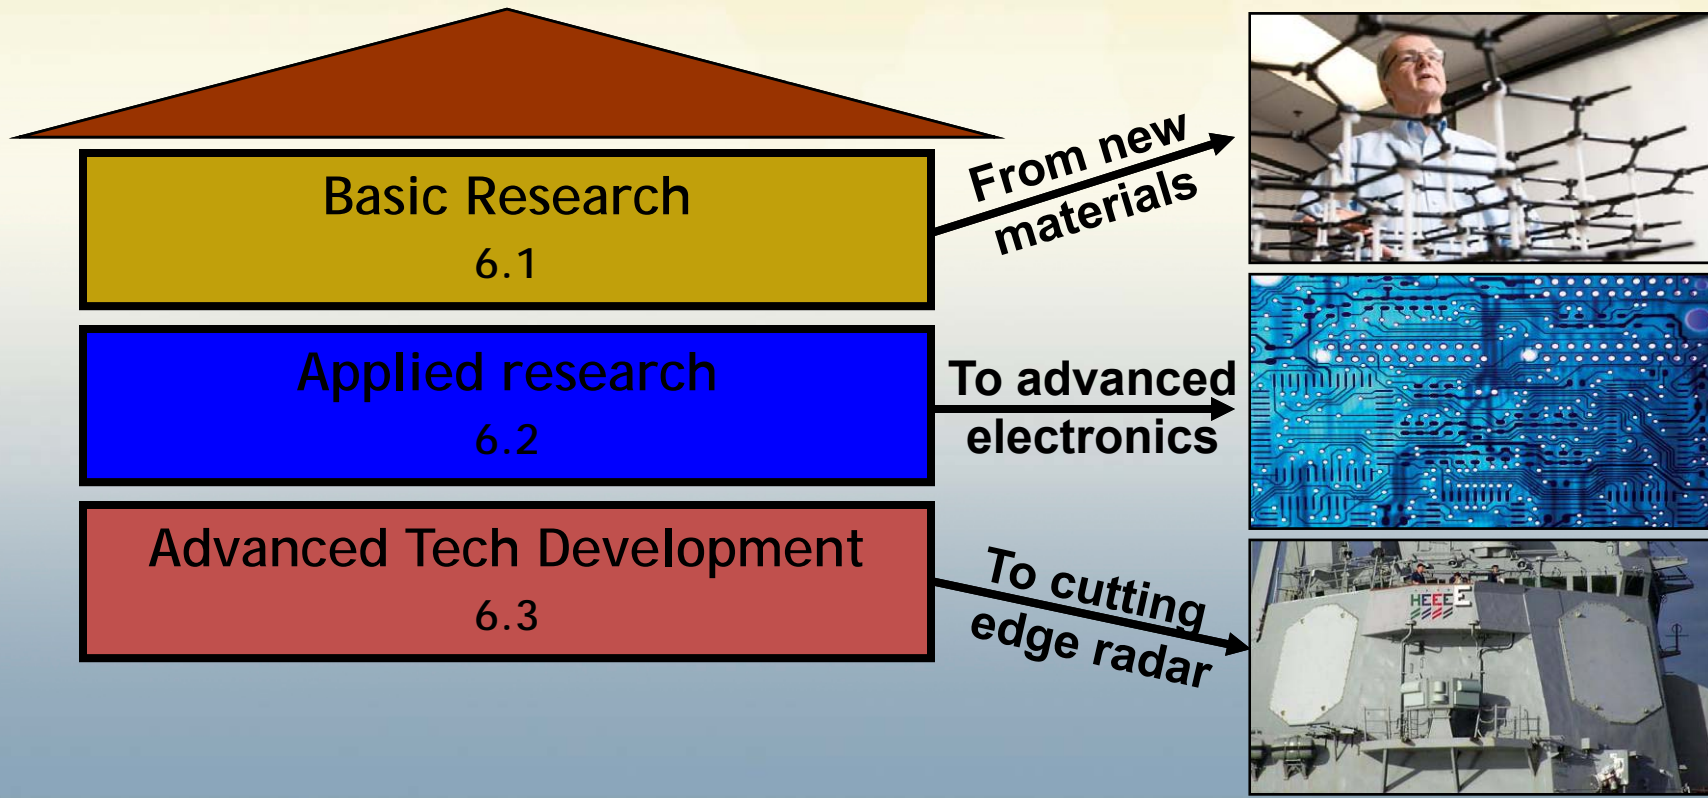 Basic Research
6.1
From new
materials
Applied research
6.2
To advanced
electronics
Advanced Tech Development
6.3
To cutting
edge radar
HEEEE